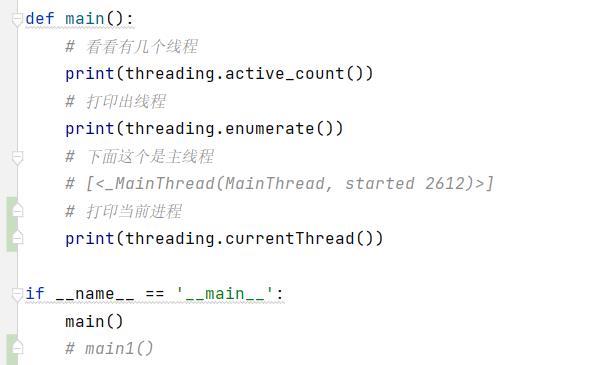 def main():
    # 看看有几个线程
    print(threading.active_count())
    # 打印出线程
    print(threading.enumerate())
    # 下面这个是主线程
    # [<_MainThread(MainThread, started 2612)>]
    # 打印当前进程
    print(threading.currentThread())
if __name__ == '__main__':
    main()
    # main1()